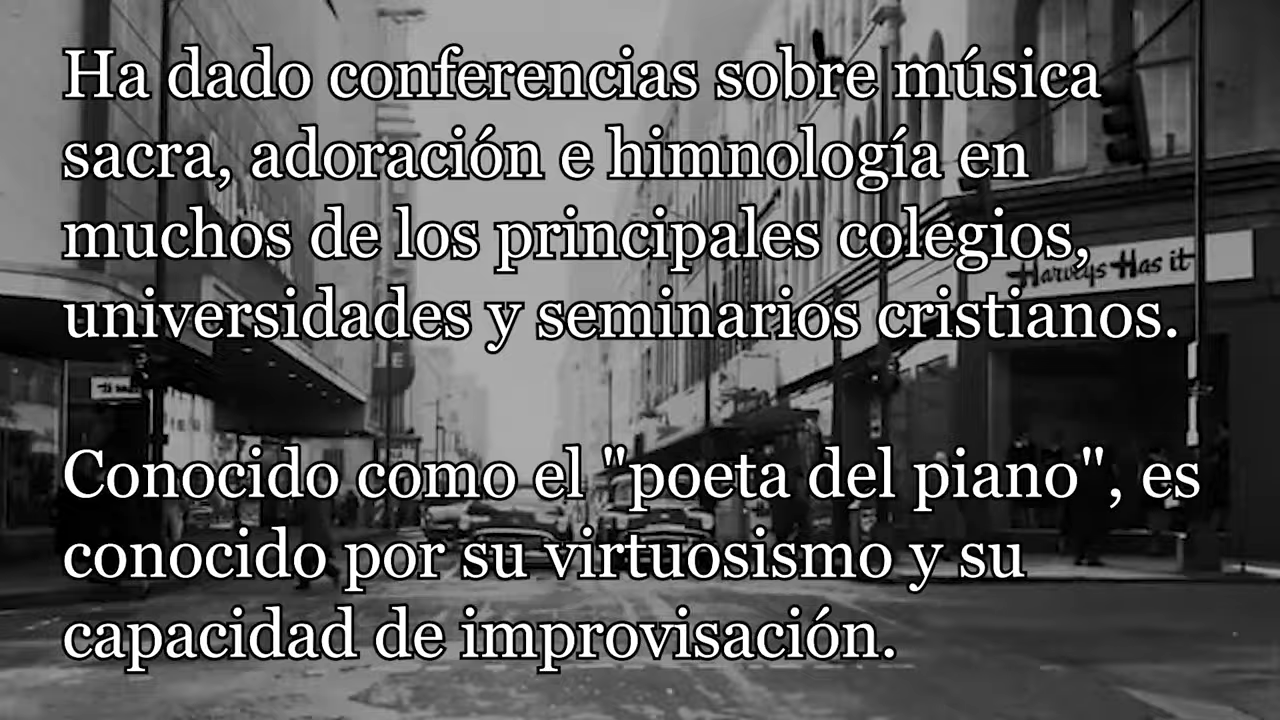 Ha dado conferencias sobre música
sacra, adoración e himnología en
muchos de los principales colegios,
universidades y seminarios cristianos.
Harveys Has it
Conocido como el "poeta del piano", es
conocido por su virtuosismo y su
capacidad de improvisación.